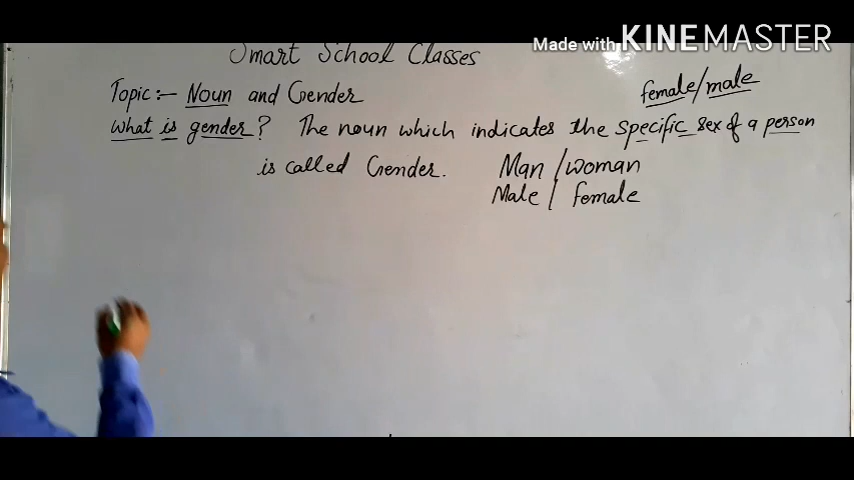 Smart School Classes
Made with KINEMASTER
Topic:- Noun and Gender
female/male
what is gender? The noun which indicates the specific sex of a person
is called Gender. Man/woman
Male/female